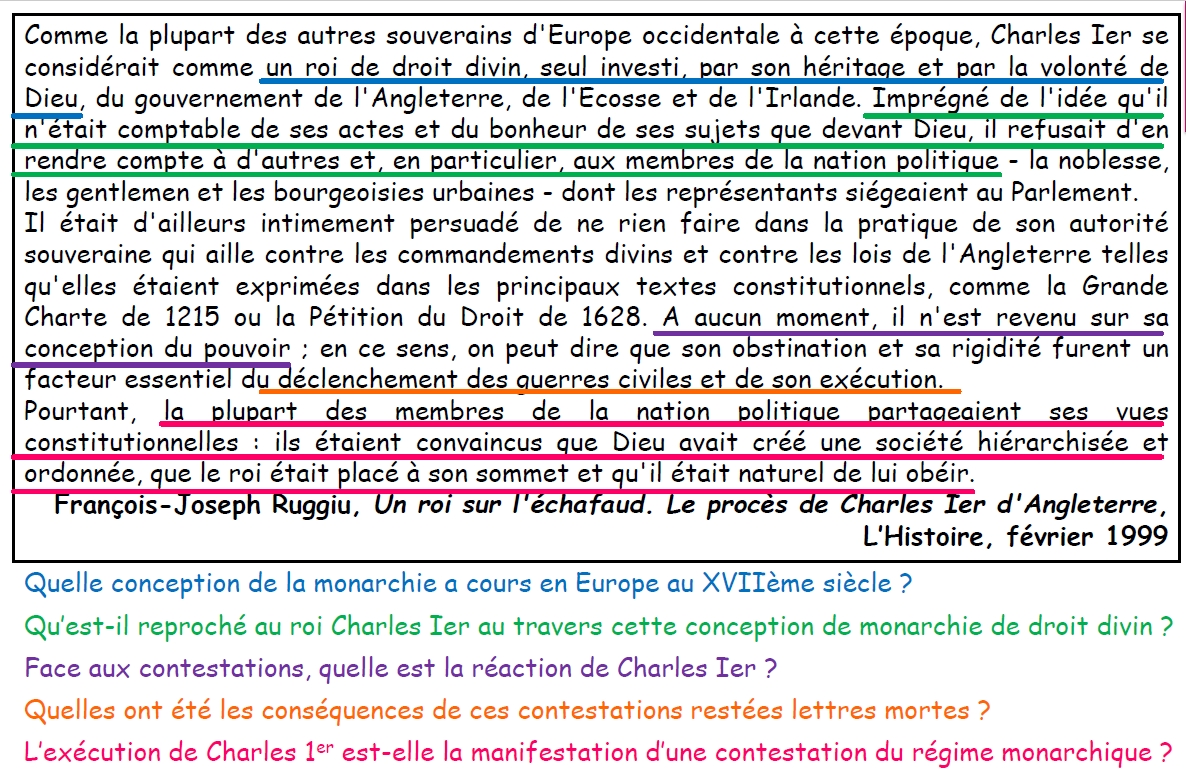 Comme la plupart des autres souverains d'Europe occidentale à cette époque, Charles Ier se
considérait comme un roi de droit divin, seul investi, par son héritage et par la volonté de
Dieu, du gouvernement de l'Angleterre, de l'Ecosse et de l'Irlande. Imprégné de l'idée qu'il
n'était comptable de ses actes et du bonheur de ses sujets que devant Dieu, il refusait d'en
rendre compte à d'autres et, en particulier, aux membres de la nation politique - la noblesse,
les gentlemen et les bourgeoisies urbaines - dont les représentants siégeaient au Parlement.
Il était d'ailleurs intimement persuadé de ne rien faire dans la pratique de son autorité
souveraine qui aille contre les commandements divins et contre les lois de l'Angleterre telles
qu'elles étaient exprimées dans les principaux textes constitutionnels, comme la Grande
Charte de 1215 ou la Pétition du Droit de 1628. A aucun moment, il n'est revenu sur sa
conception du pouvoir ; en ce sens, on peut dire que son obstination et sa rigidité furent un
facteur essentiel du déclenchement des guerres civiles et de son exécution.
Pourtant, la plupart des membres de la nation politique partageaient ses vues
constitutionnelles : ils étaient convaincus que Dieu avait créé une société hiérarchisée et
ordonnée, que le roi était placé à son sommet et qu'il était naturel de lui obéir.
François-Joseph Ruggiu, Un roi sur l'échafaud. Le procès de Charles Ier d'Angleterre,
L'Histoire, février 1999
Quelle conception de la monarchie a cours en Europe au XVIIème siècle ?
Qu'est-il reproché au roi Charles Ier au travers cette conception de monarchie de droit divin ?
Face aux contestations, quelle est la réaction de Charles Ier ?
Quelles ont été les conséquences de ces contestations restées lettres mortes ?
L'exécution de Charles 1er est-elle la manifestation d'une contestation du régime monarchique ?